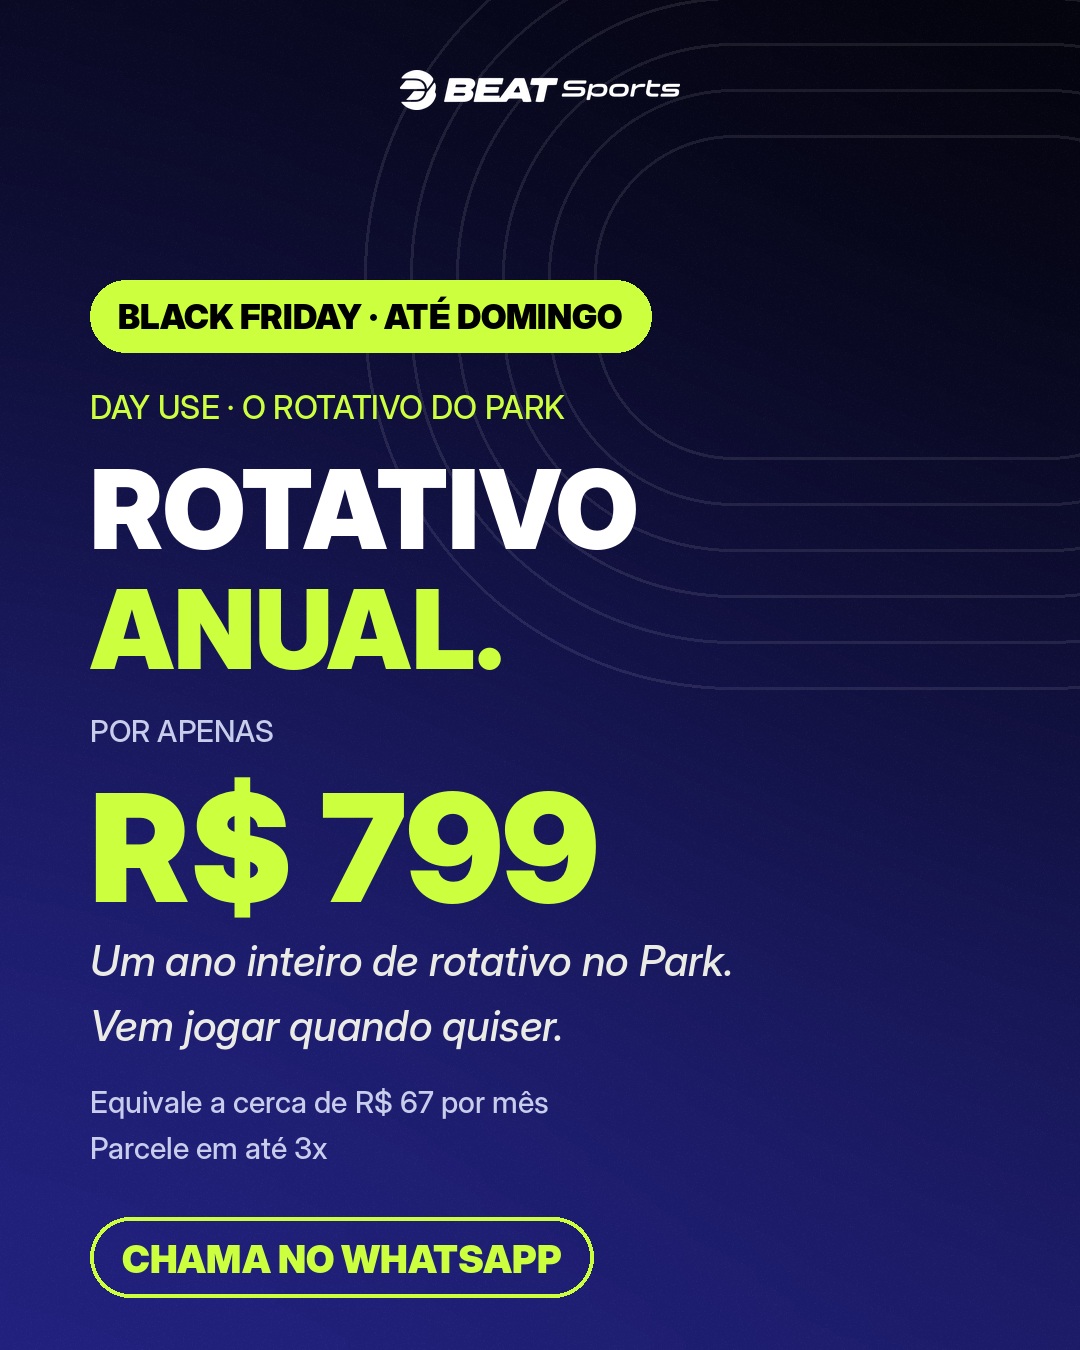 BEAT Sports
BLACK FRIDAY · ATÉ DOMINGO
DAY USE · O ROTATIVO DO PARK
ROTATIVO
ANUAL.
POR APENAS
R$ 799
Um ano inteiro de rotativo no Park.
Vem jogar quando quiser.
Equivale a cerca de R$ 67 por mês
Parcele em até 3x
CHAMA NO WHATSAPP